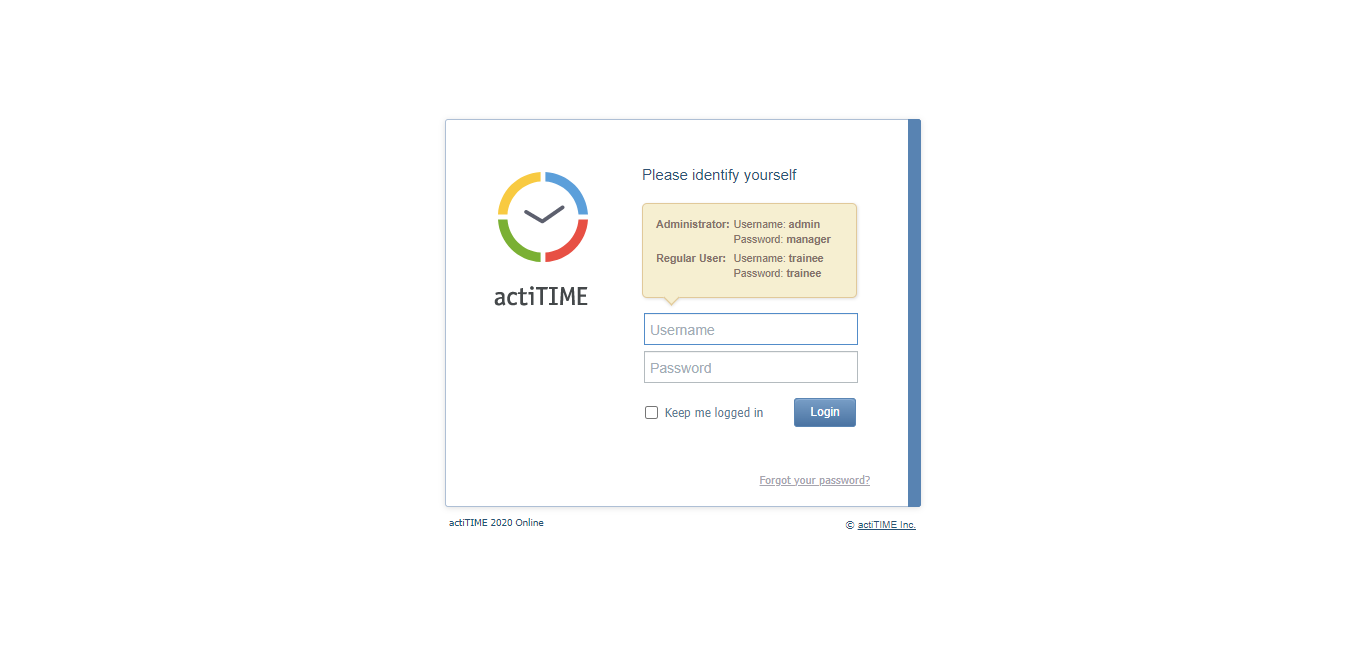 Please identify yourself
Administrator: Username: admin
Password: manager
Regular User: Username: trainee
Password: trainee
actiTIME
Username
Password
Keep me logged in
Login
Forgot your password?
actiTIME 2020 Online
© actiTIME Inc.